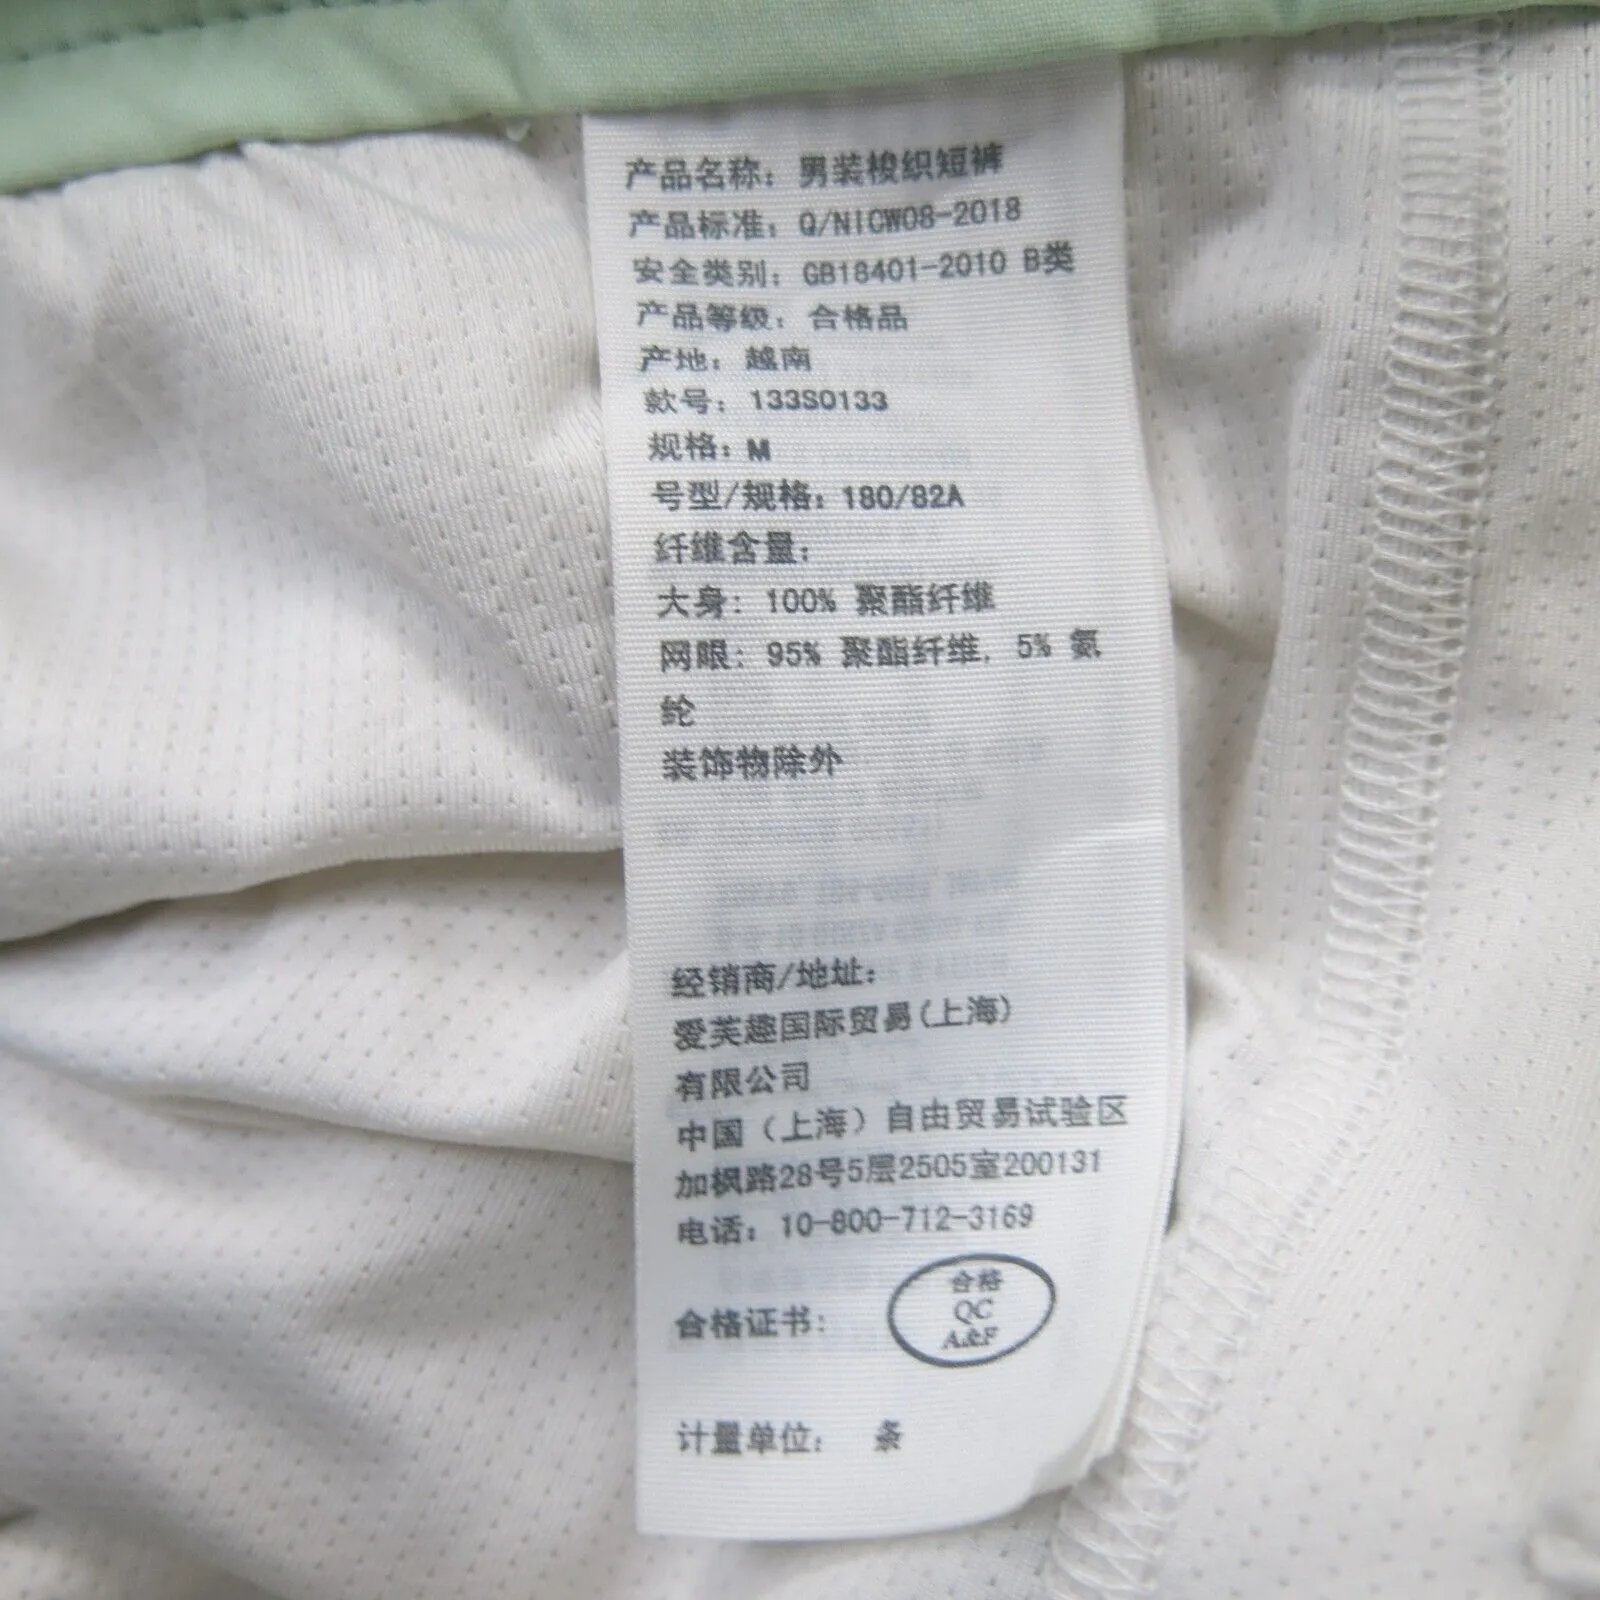 产品名称：男装梭织短裤
产品标准：Q/NICW08-2018
安全类别：GB18401-2010 B类
产品等级：合格品
产地：越南
款号：133S0133
规格：M
号型/规格：180/82A
纤维含量：
大身：100% 聚酯纤维
网眼：95% 聚酯纤维，5% 氨
纶
装饰物除外
经销商/地址：
爱芙趣国际贸易(上海)
有限公司
中国（上海）自由贸易试验区
加枫路28号5层2505室200131
电话：10-800-712-3169
合格证书：
合格
QC
A&F
计量单位： 条